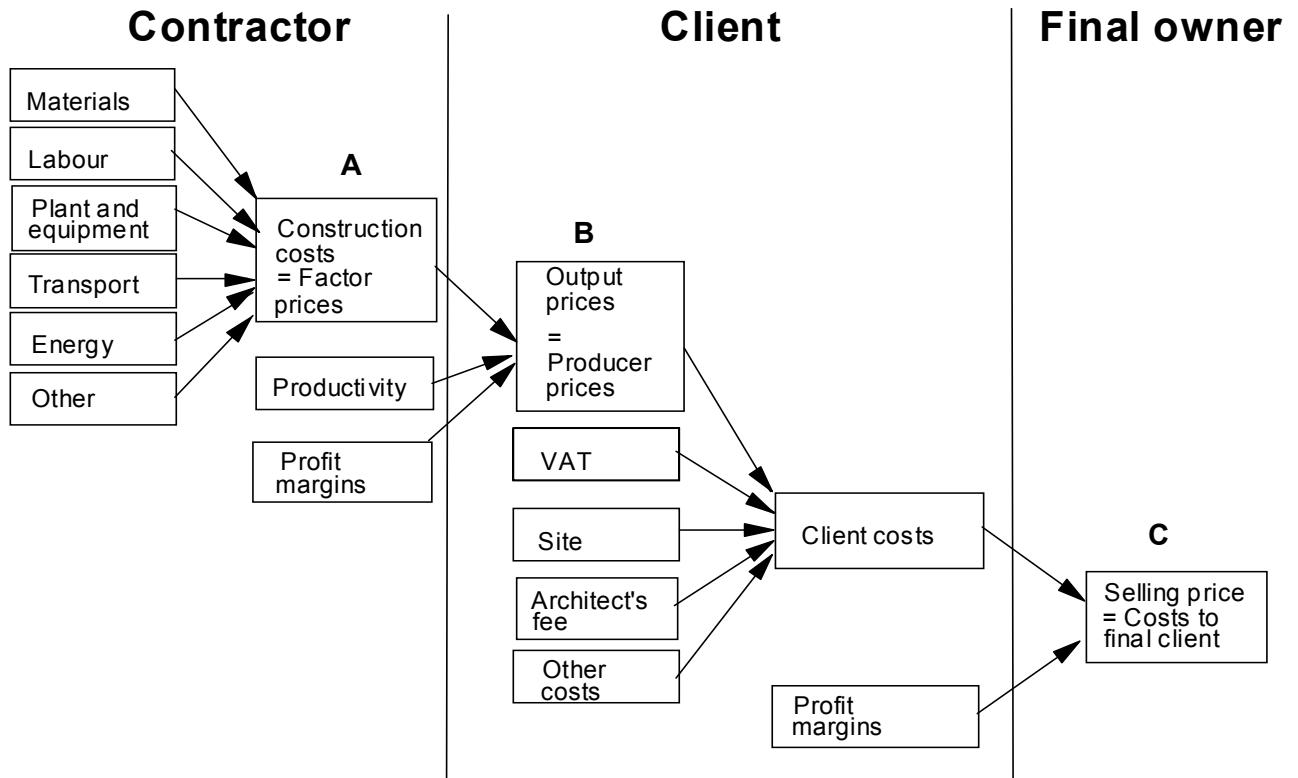 Contractor
Client
Final owner
Materials
Labour
Plant and
equipment
Transport
Energy
Other
A
Construction
costs
= Factor
prices
Productivity
Profit
margins
B
Output
prices
=
Producer
prices
VAT
Site
Architect's
fee
Other
costs
Client costs
Profit
margins
C
Selling price
= Costs to
final client